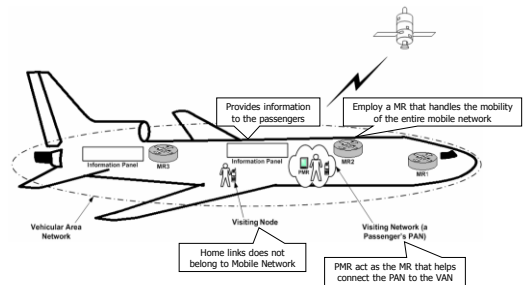 Provides information
to the passengers
Employ a MR that handles the mobility
of the entire mobile network
Information Panel
MR3
Information Panel
PMR
MR2
MR1
Vehicular Area
Network
Visiting Node
Visiting Network (a
Passenger's PAN)
Home links does not
belong to Mobile Network
PMR act as the MR that helps
connect the PAN to the VAN